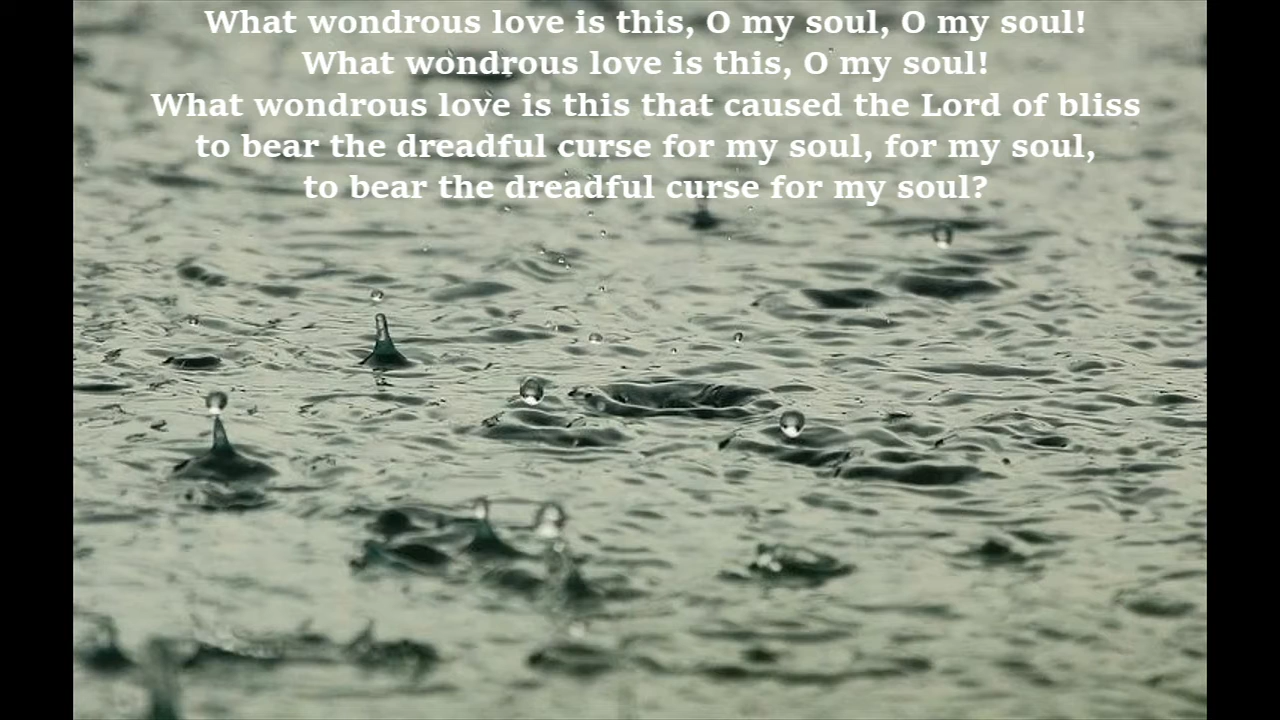 What wondrous love is this, O my soul, O my soul!
What wondrous love is this, O my soul!
What wondrous love is this that caused the Lord of bliss
to bear the dreadful curse for my soul, for my soul,
to bear the dreadful curse for my soul?